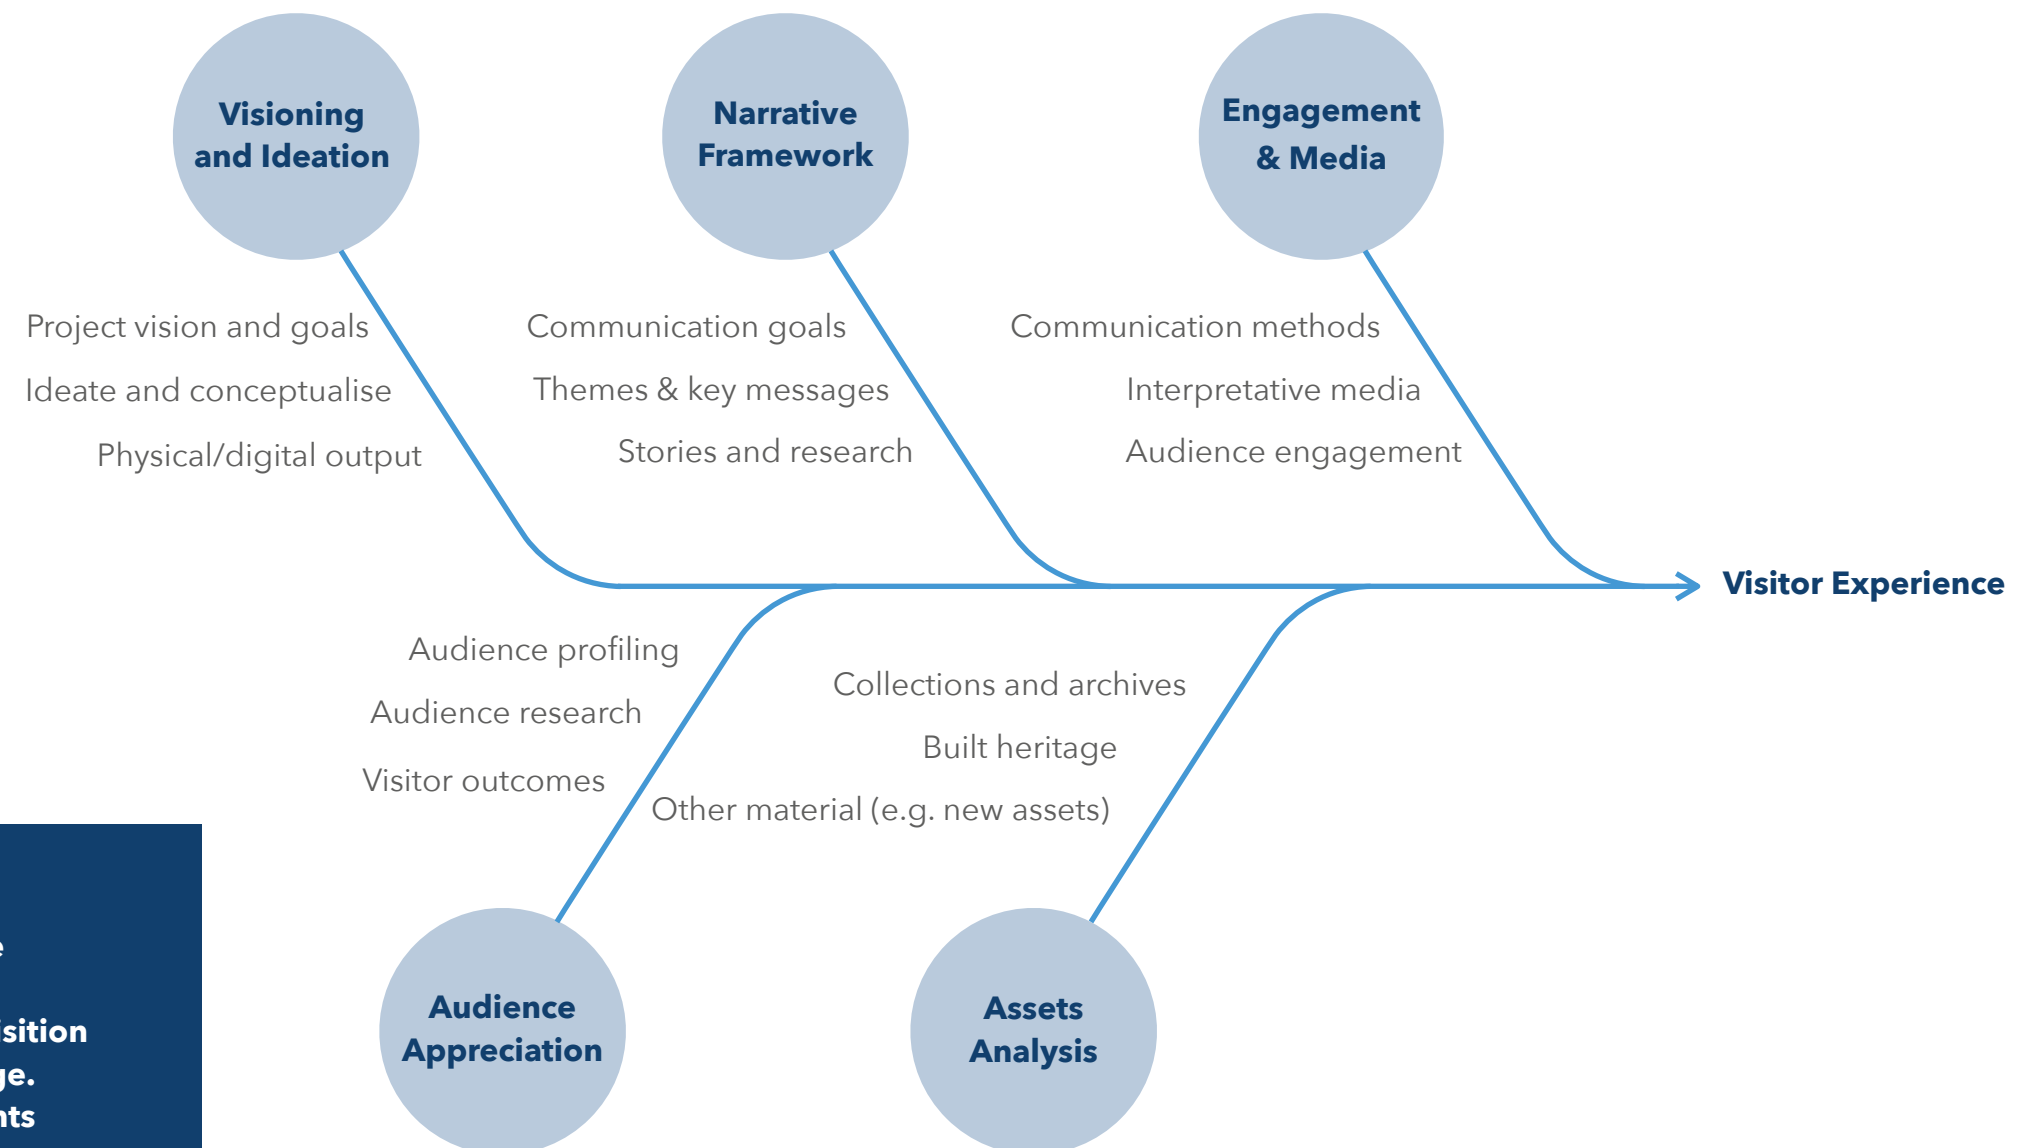 Visioning
and Ideation
Narrative
Framework
Engagement
& Media
Project vision and goals
Ideate and conceptualise
Physical/digital output
Communication goals
Themes & key messages
Stories and research
Communication methods
Interpretative media
Audience engagement
Visitor Experience
Audience profiling
Audience research
Visitor outcomes
Collections and archives
Built heritage
Other material (e.g. new assets)
Audience
Appreciation
Assets
Analysis